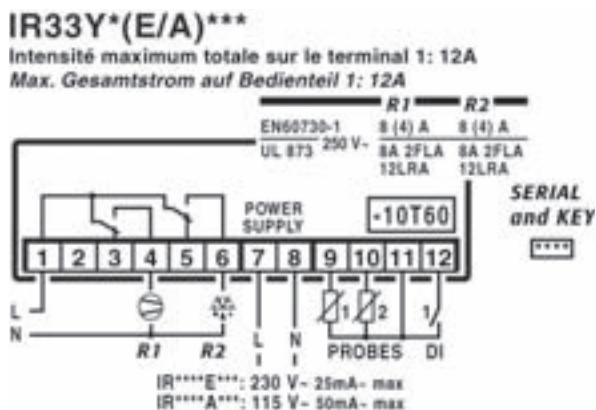 IR33Y*(E/A)***
Intensité maximum totale sur le terminal 1: 12A
Max. Gesamtstrom auf Bedienteil 1: 12A
R1 R2
EN60730-1 8 (4) A 8 (4) A
UL 873 250 V~ 8A 2FLA 8A 2FLA
12LRA 12LRA
SERIAL
and KEY
POWER
SUPPLY
-10T60
1 2 3 4 5 6 7 8 9 10 11 12
L
N
1 2 1
R1 R2 L N PROBES DI
IR****E***: 230 V~ 25mA~ max
IR****A***: 115 V~ 50mA~ max